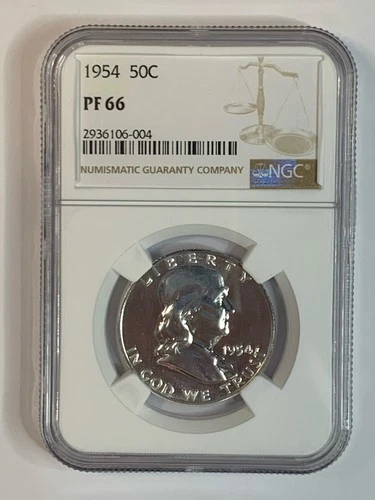 1954 50C
PF 66
2936106-004
NUMISMATIC GUARANTY COMPANY
NGC®
LIBERTY
1954
IN GOD WE TRUST